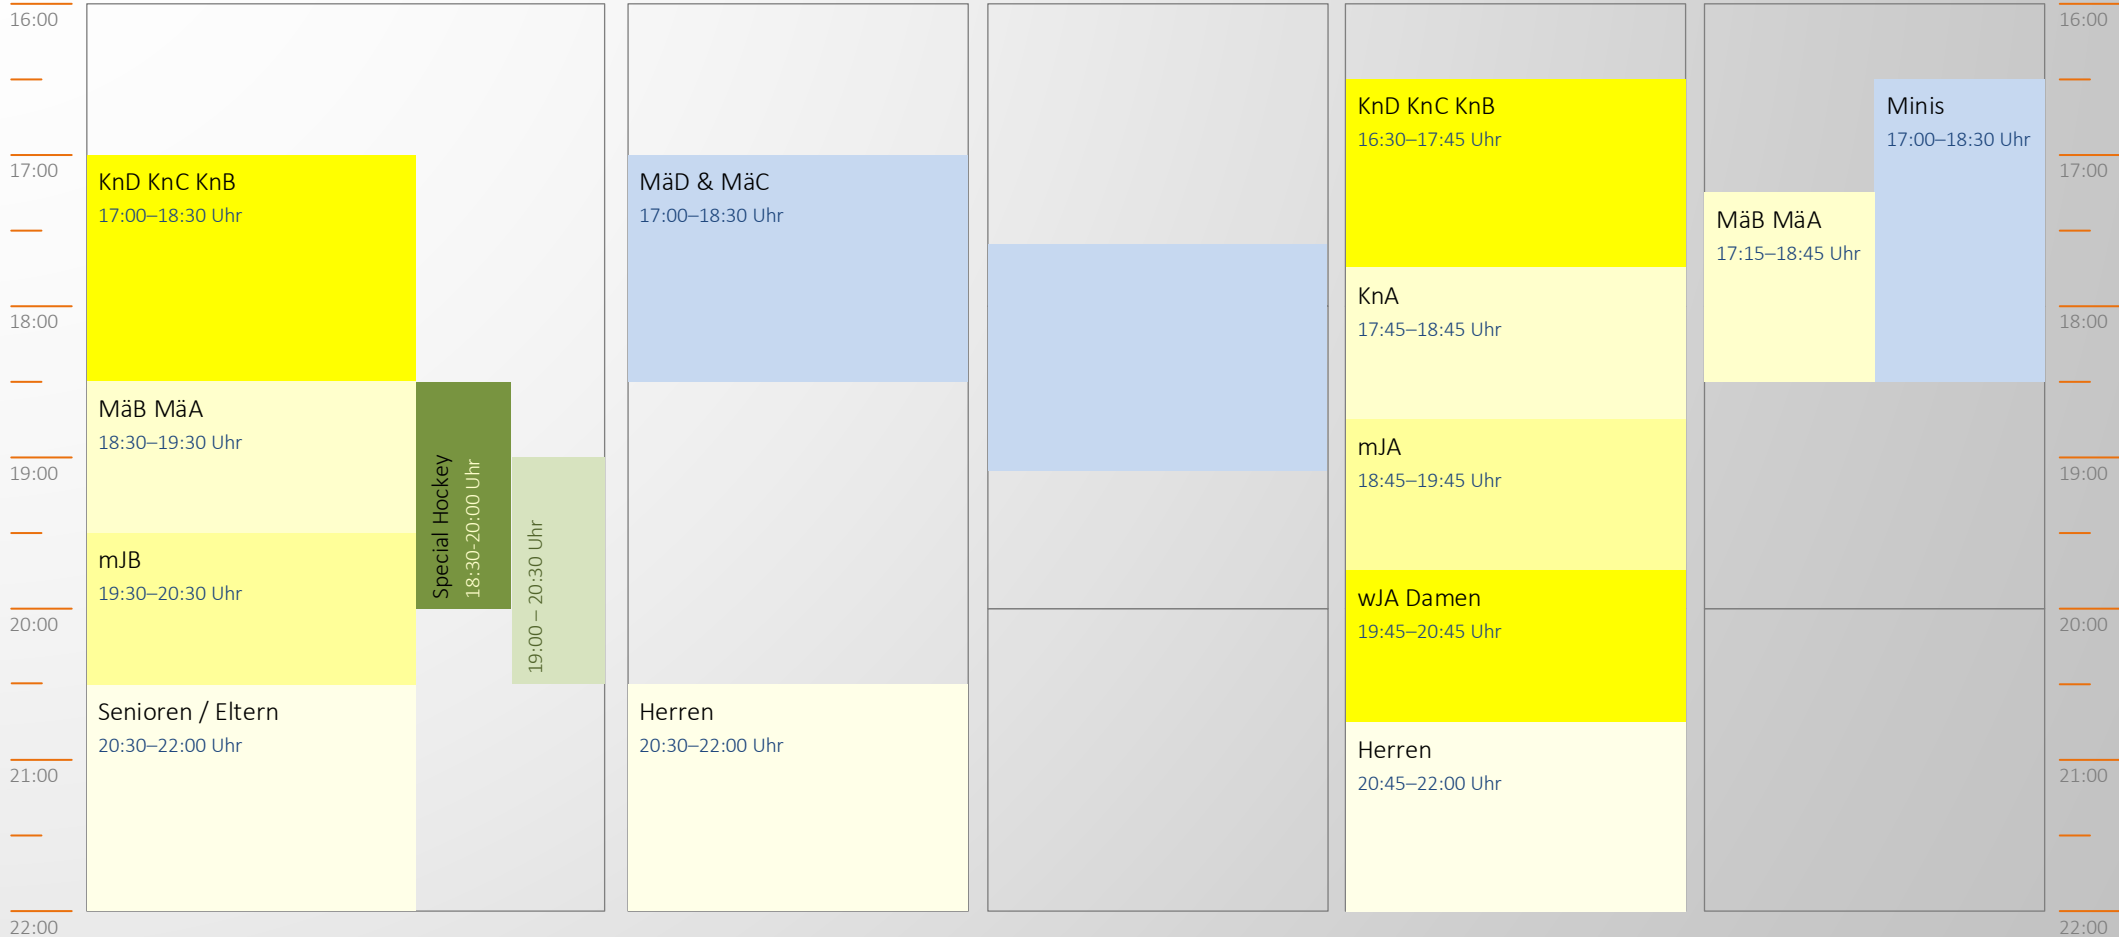 16:00
17:00
18:00
19:00
20:00
21:00
22:00
KnD KnC KnB
17:00–18:30 Uhr
MäB MäA
18:30–19:30 Uhr
mJB
19:30–20:30 Uhr
Senioren / Eltern
20:30–22:00 Uhr
Special Hockey
18:30-20:00 Uhr
19:00 – 20:30 Uhr
MäD & MäC
17:00–18:30 Uhr
Herren
20:30–22:00 Uhr
KnD KnC KnB
16:30–17:45 Uhr
KnA
17:45–18:45 Uhr
mJA
18:45–19:45 Uhr
wJA Damen
19:45–20:45 Uhr
Herren
20:45–22:00 Uhr
MäB MäA
17:15–18:45 Uhr
Minis
17:00–18:30 Uhr
16:00
17:00
18:00
19:00
20:00
21:00
22:00